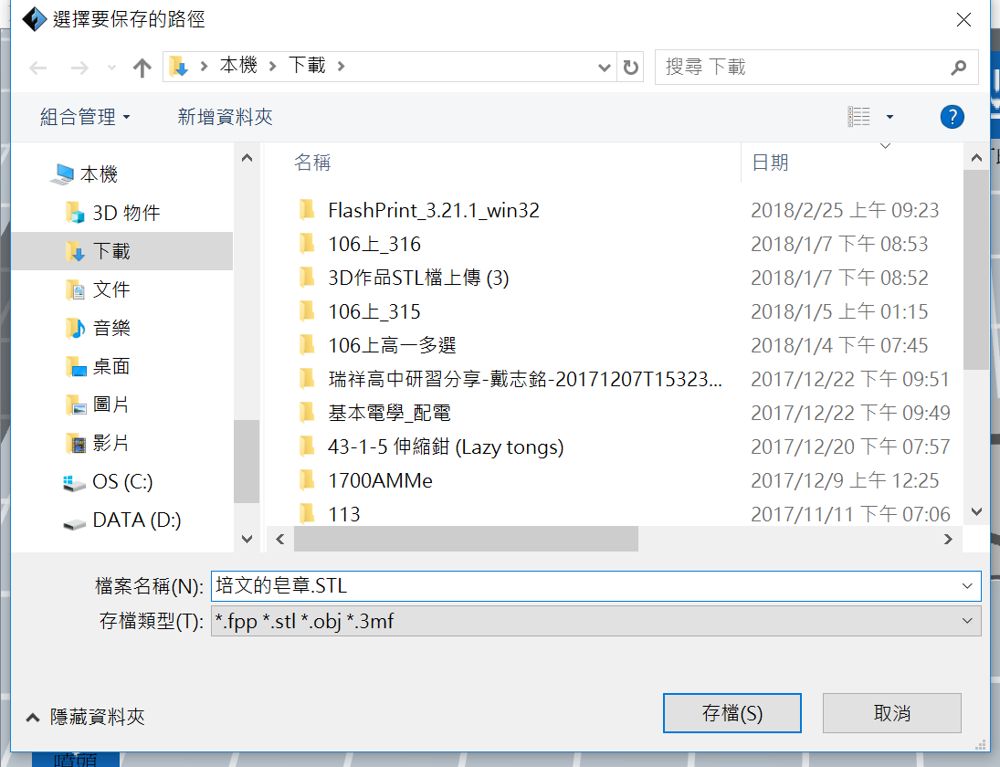 選擇要保存的路徑
本機 下載
搜尋 下載
組合管理
新增資料夾
?
名稱
日期
本機
3D 物件
下載
文件
音樂
桌面
圖片
影片
OS (C:)
DATA (D:)
FlashPrint_3.21.1_win32 2018/2/25 上午 09:23
106上_316 2018/1/7 下午 08:53
3D作品STL檔上傳 (3) 2018/1/7 下午 08:52
106上_315 2018/1/5 上午 01:15
106上高一多選 2018/1/4 下午 07:45
瑞祥高中研習分享-戴志銘-20171207T15323... 2017/12/22 下午 09:51
基本電學_配電 2017/12/22 下午 09:49
43-1-5 伸縮鉗 (Lazy tongs) 2017/12/20 下午 07:57
1700AMMe 2017/12/9 上午 12:25
113 2017/11/11 下午 07:06
檔案名稱(N): 培文的皂章.STL
存檔類型(T): *.fpp *.stl *.obj *.3mf
隱藏資料夾
存檔(S)
取消
噴頭